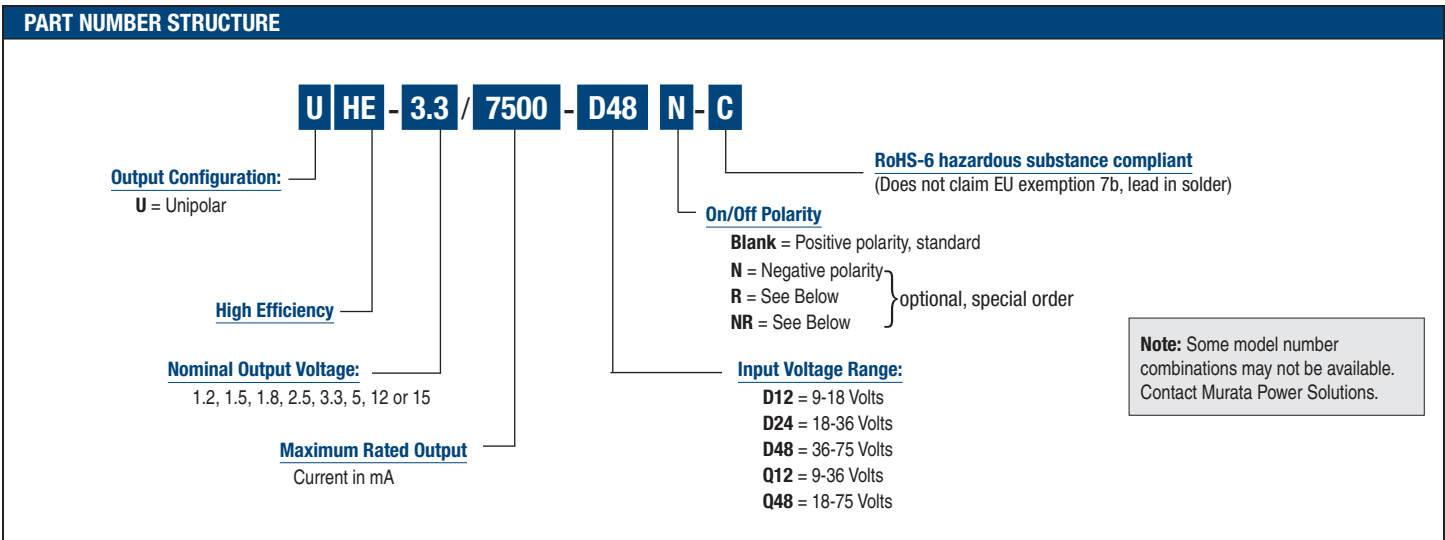 PART NUMBER STRUCTURE
U HE - 3.3 / 7500 - D48 N - C
RoHS-6 hazardous substance compliant
(Does not claim EU exemption 7b, lead in solder)
Output Configuration:
U = Unipolar
On/Off Polarity
Blank = Positive polarity, standard
N = Negative polarity
R = See Below
NR = See Below
optional, special order
High Efficiency
Note: Some model number
combinations may not be available.
Contact Murata Power Solutions.
Nominal Output Voltage:
1.2, 1.5, 1.8, 2.5, 3.3, 5, 12 or 15
Input Voltage Range:
D12 = 9-18 Volts
D24 = 18-36 Volts
D48 = 36-75 Volts
Q12 = 9-36 Volts
Q48 = 18-75 Volts
Maximum Rated Output
Current in mA